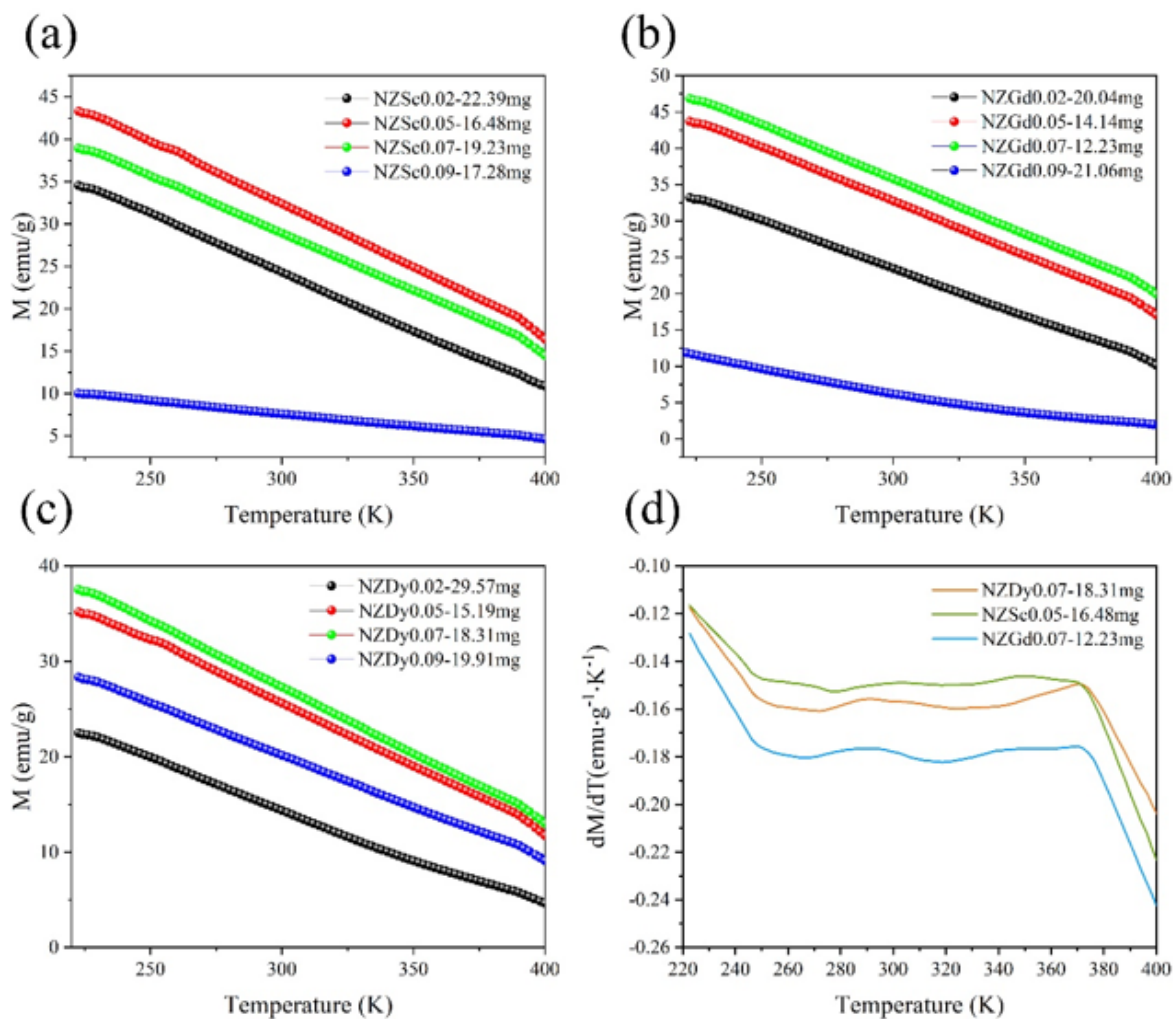 (a)
NZSc0.02-22.39mg
NZSc0.05-16.48mg
NZSc0.07-19.23mg
NZSc0.09-17.28mg
M (emu/g)
45
40
35
30
25
20
15
10
5
250
300
350
400
Temperature (K)
(b)
NZGd0.02-20.04mg
NZGd0.05-14.14mg
NZGd0.07-12.23mg
NZGd0.09-21.06mg
M (emu/g)
50
45
40
35
30
25
20
15
10
5
0
250
300
350
400
Temperature (K)
(c)
NZDy0.02-29.57mg
NZDy0.05-15.19mg
NZDy0.07-18.31mg
NZDy0.09-19.91mg
M (emu/g)
40
30
20
10
0
250
300
350
400
Temperature (K)
(d)
NZDy0.07-18.31mg
NZSc0.05-16.48mg
NZGd0.07-12.23mg
dM/dT(emu·g⁻¹·K⁻¹)
-0.10
-0.12
-0.14
-0.16
-0.18
-0.20
-0.22
-0.24
-0.26
220
240
260
280
300
320
340
360
380
400
Temperature (K)